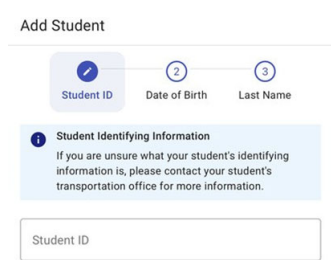 Add Student
2 3
Student ID Date of Birth Last Name
Student Identifying Information
If you are unsure what your student's identifying
information is, please contact your student's
transportation office for more information.
Student ID